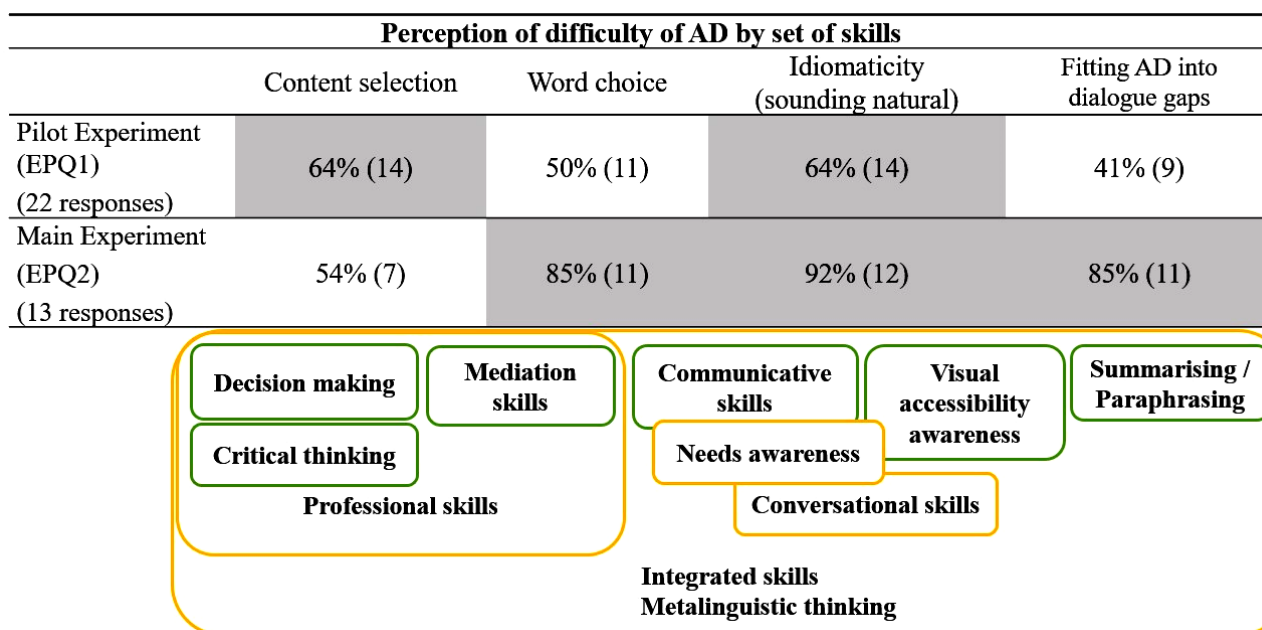 Perception of difficulty of AD by set of skills
Content selection
Word choice
Idiomaticity
(sounding natural)
Fitting AD into
dialogue gaps
Pilot Experiment
(EPQ1)
(22 responses)
64% (14)
50% (11)
64% (14)
41% (9)
Main Experiment
(EPQ2)
(13 responses)
54% (7)
85% (11)
92% (12)
85% (11)
Decision making
Mediation
skills
Critical thinking
Professional skills
Communicative
skills
Visual
accessibility
awareness
Summarising /
Paraphrasing
Needs awareness
Conversational skills
Integrated skills
Metalinguistic thinking